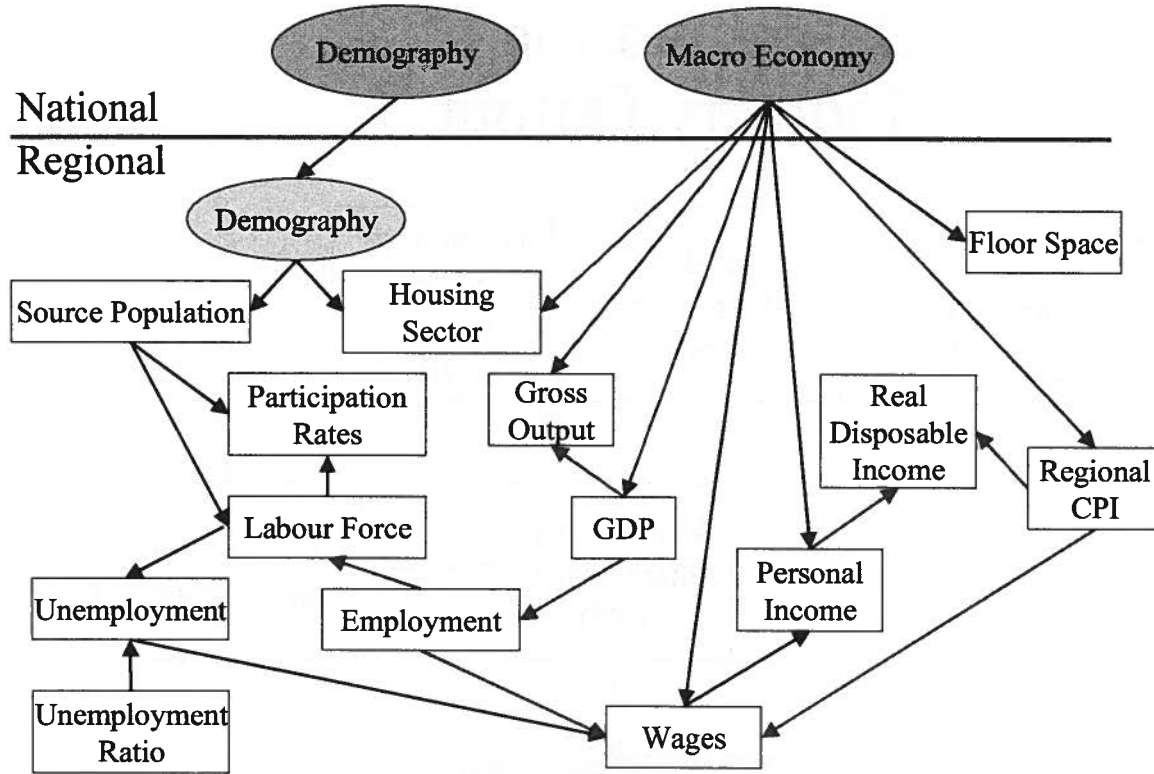 Demography
Macro Economy
National
Regional
Demography
Floor Space
Source Population
Housing
Sector
Participation
Rates
Gross
Output
Real
Disposable
Income
Regional
CPI
Labour Force
GDP
Personal
Income
Unemployment
Employment
Unemployment
Ratio
Wages